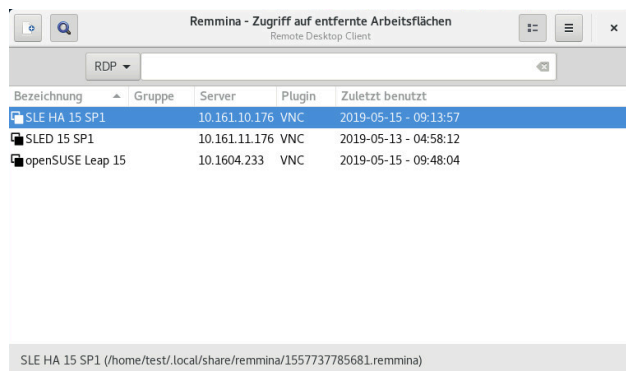 Remmina - Zugriff auf entfernte Arbeitsflächen
Remote Desktop Client
RDP
Bezeichnung Gruppe Server Plugin Zuletzt benutzt
SLE HA 15 SP1 10.161.10.176 VNC 2019-05-15 - 09:13:57
SLED 15 SP1 10.161.11.176 VNC 2019-05-13 - 04:58:12
openSUSE Leap 15 10.1604.233 VNC 2019-05-15 - 09:48:04
SLE HA 15 SP1 (/home/test/.local/share/remmina/1557737785681.remmina)